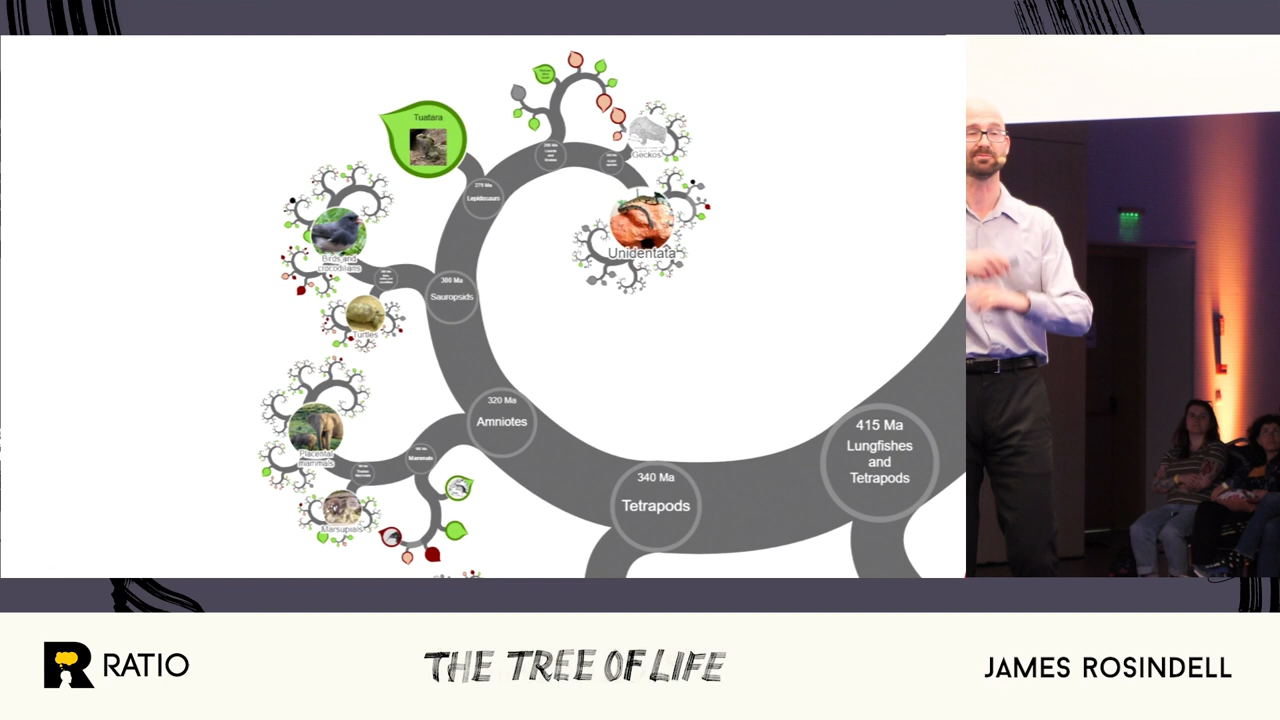 Tuatara
Geckos
275 Ma
Lepidosaurs
Unidentata
Birds and
crocodilians
300 Ma
Sauropsids
Turtles
320 Ma
Amniotes
415 Ma
Lungfishes
and
Tetrapods
Placental
mammals
Mammals
340 Ma
Tetrapods
Marsupials
RATIO
THE TREE OF LIFE
JAMES ROSINDELL